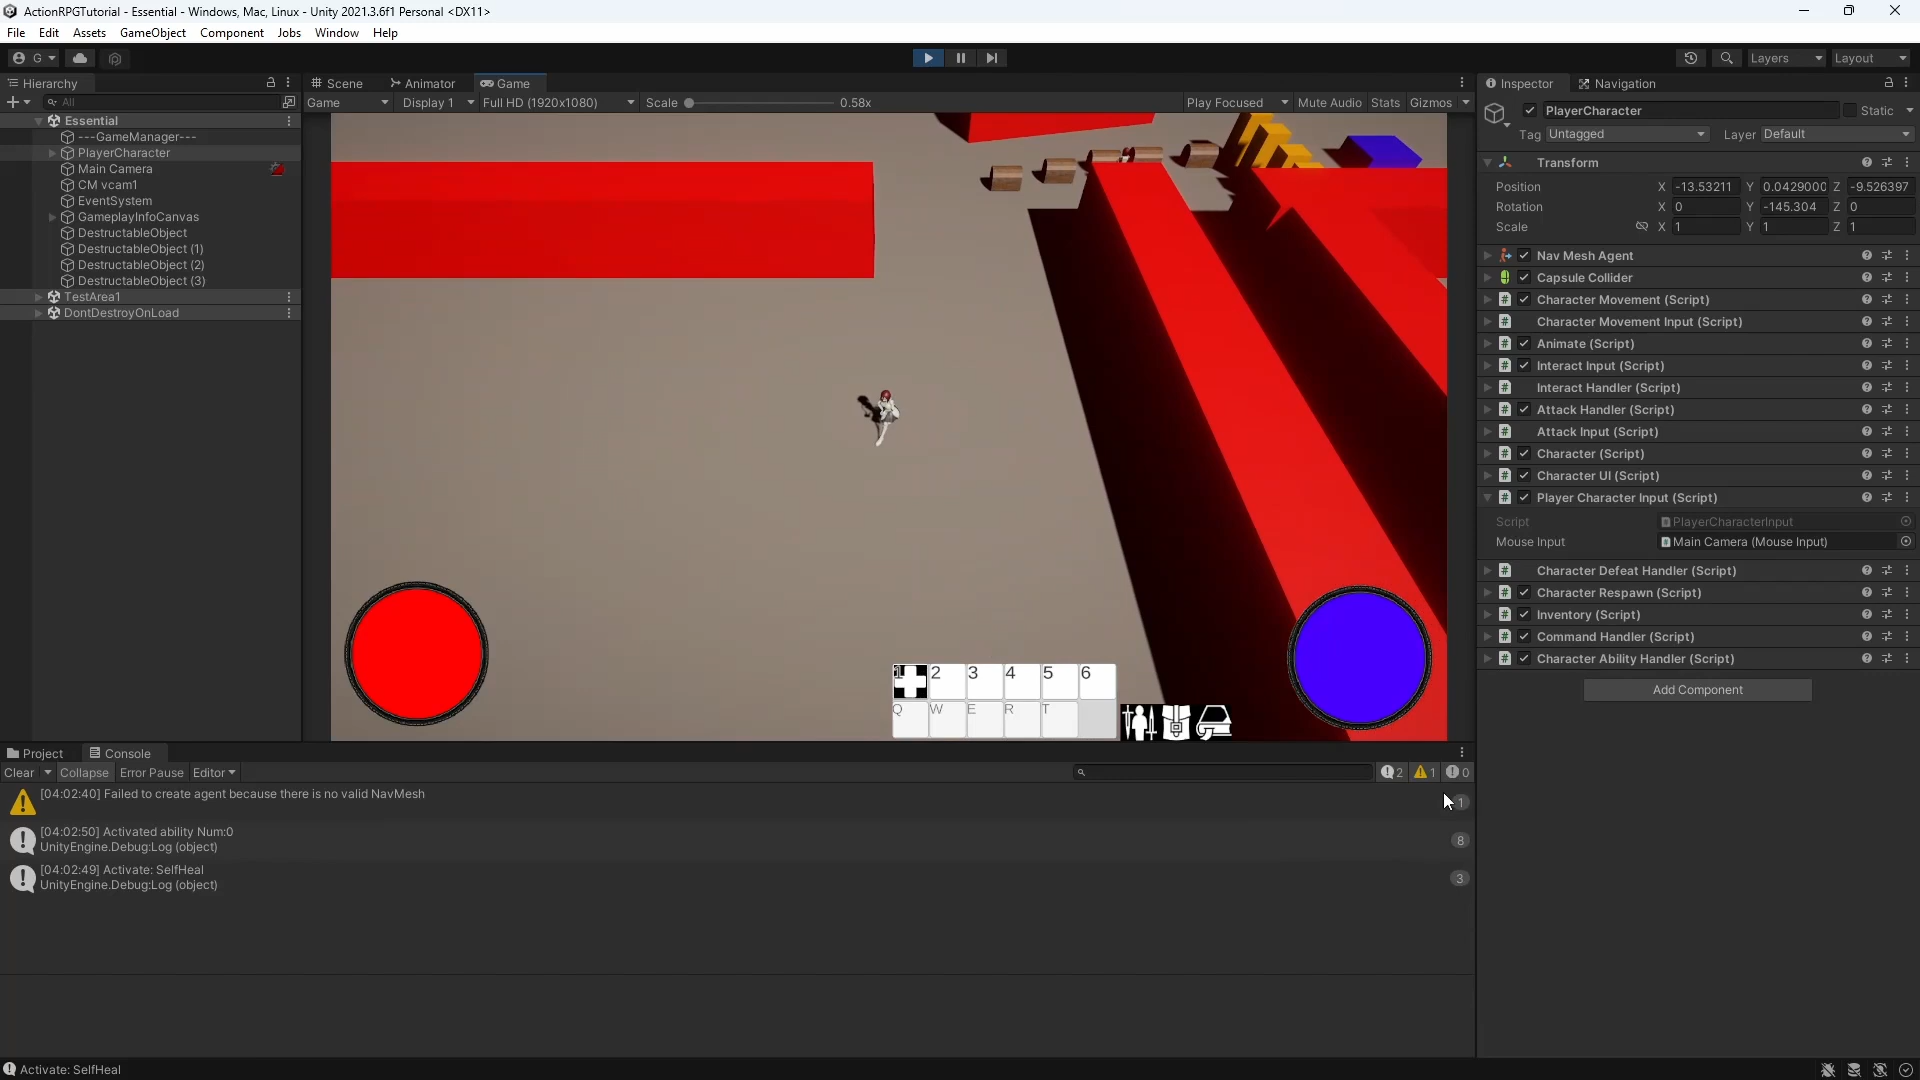 ActionRPGTutorial - Essential - Windows, Mac, Linux - Unity 2021.3.6f1 Personal <DX11>
File Edit Assets GameObject Component Jobs Window Help
G
Layers Layout
Hierarchy
Scene Animator Game
Inspector Navigation
All
Game Display 1 Full HD (1920x1080) Scale 0.58x Play Focused Mute Audio Stats Gizmos
Essential
---GameManager---
PlayerCharacter
Main Camera
CM vcam1
EventSystem
GameplayInfoCanvas
DestructableObject
DestructableObject (1)
DestructableObject (2)
DestructableObject (3)
TestArea1
DontDestroyOnLoad
1 2 3 4 5 6
Q W E R T
PlayerCharacter Static
Tag Untagged Layer Default
Transform
Position X -13.53211 Y 0.0429000 Z -9.526397
Rotation X 0 Y -145.304 Z 0
Scale X 1 Y 1 Z 1
Nav Mesh Agent
Capsule Collider
Character Movement (Script)
Character Movement Input (Script)
Animate (Script)
Interact Input (Script)
Interact Handler (Script)
Attack Handler (Script)
Attack Input (Script)
Character (Script)
Character UI (Script)
Player Character Input (Script)
Script PlayerCharacterInput
Mouse Input Main Camera (Mouse Input)
Character Defeat Handler (Script)
Character Respawn (Script)
Inventory (Script)
Command Handler (Script)
Character Ability Handler (Script)
Add Component
Project Console
Clear Collapse Error Pause Editor 2 1 0
[04:02:40] Failed to create agent because there is no valid NavMesh
1
[04:02:50] Activated ability Num:0
UnityEngine.Debug:Log (object)
8
[04:02:49] Activate: SelfHeal
UnityEngine.Debug:Log (object)
3
Activate: SelfHeal